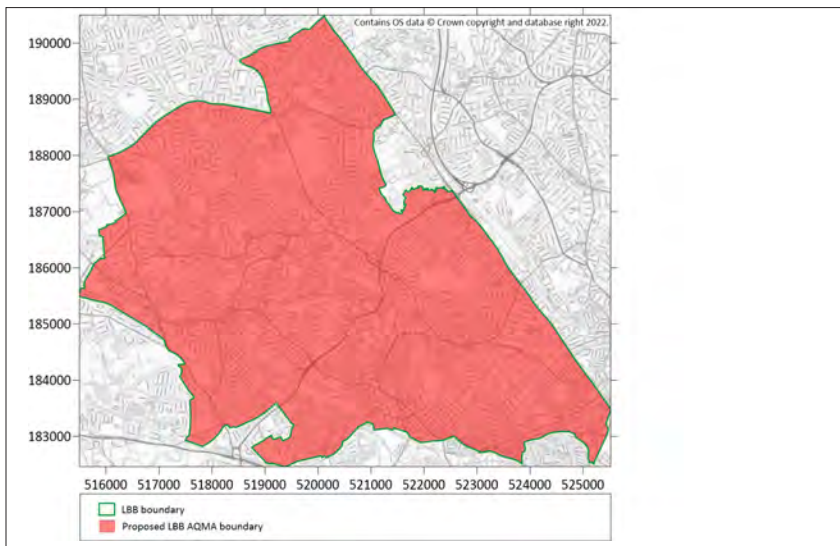 Contains OS data © Crown copyright and database right 2022.
190000
189000
188000
187000
186000
185000
184000
183000
516000 517000 518000 519000 520000 521000 522000 523000 524000 525000
LBB boundary
Proposed LBB AQMA boundary